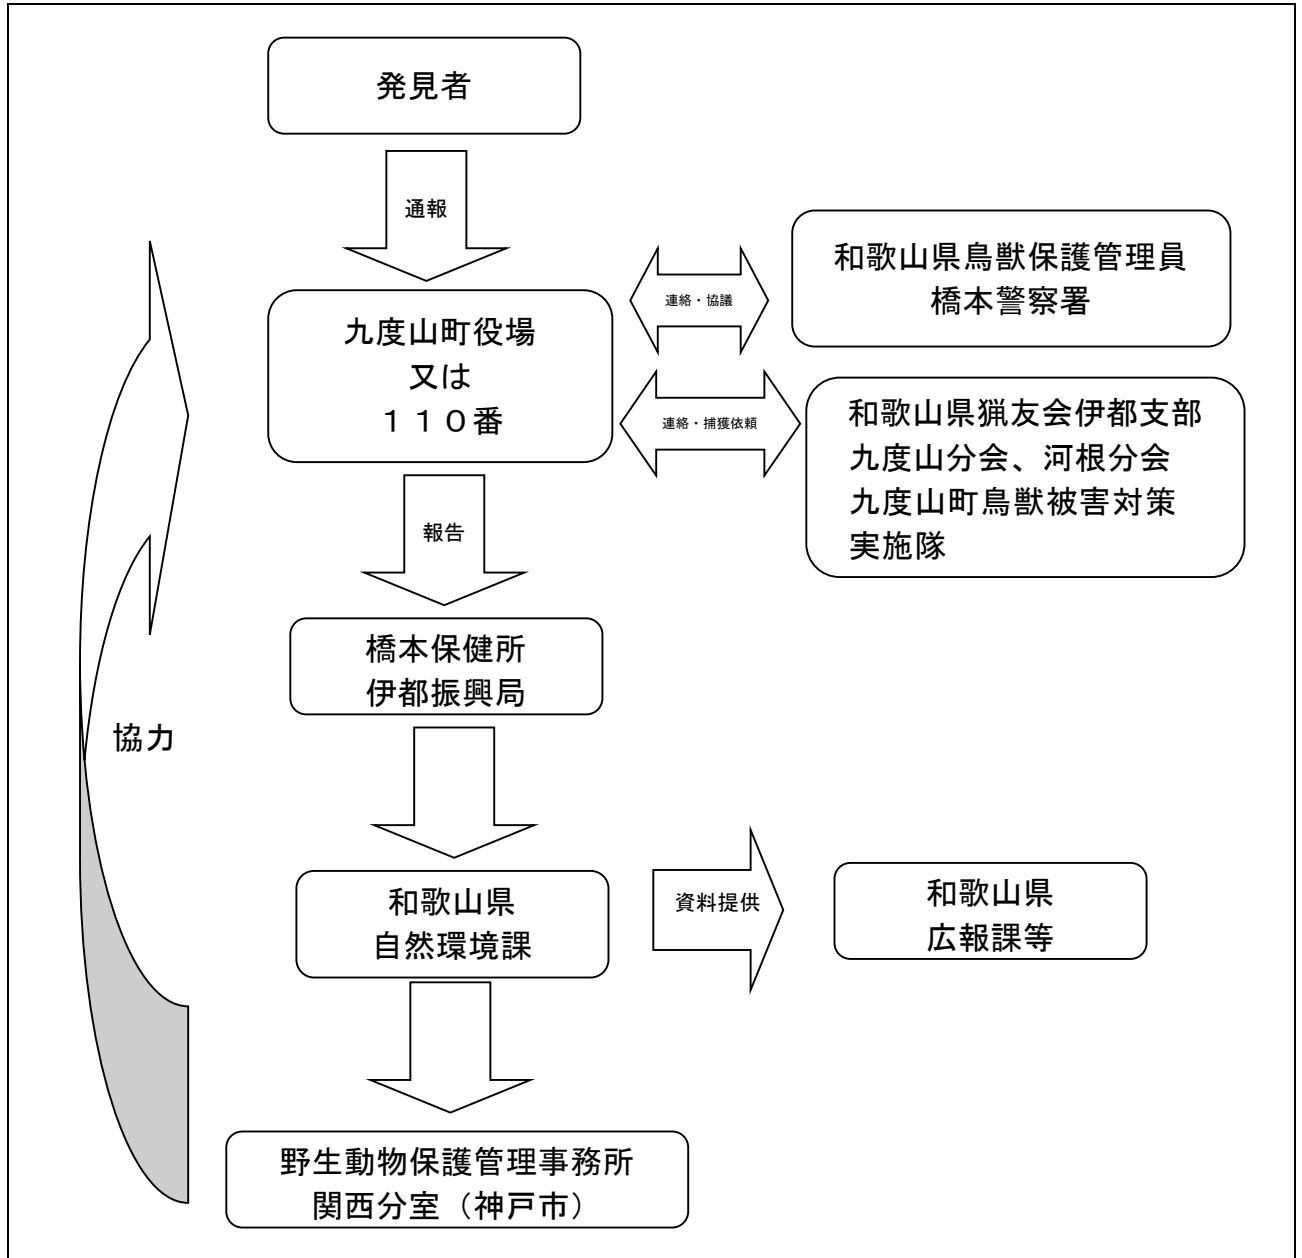 発見者
通報
九度山町役場
又は
１１０番
連絡・協議
和歌山県鳥獣保護管理員
橋本警察署
連絡・捕獲依頼
和歌山県猟友会伊都支部
九度山分会、河根分会
九度山町鳥獣被害対策
実施隊
報告
橋本保健所
伊都振興局
協力
和歌山県
自然環境課
資料提供
和歌山県
広報課等
野生動物保護管理事務所
関西分室（神戸市）